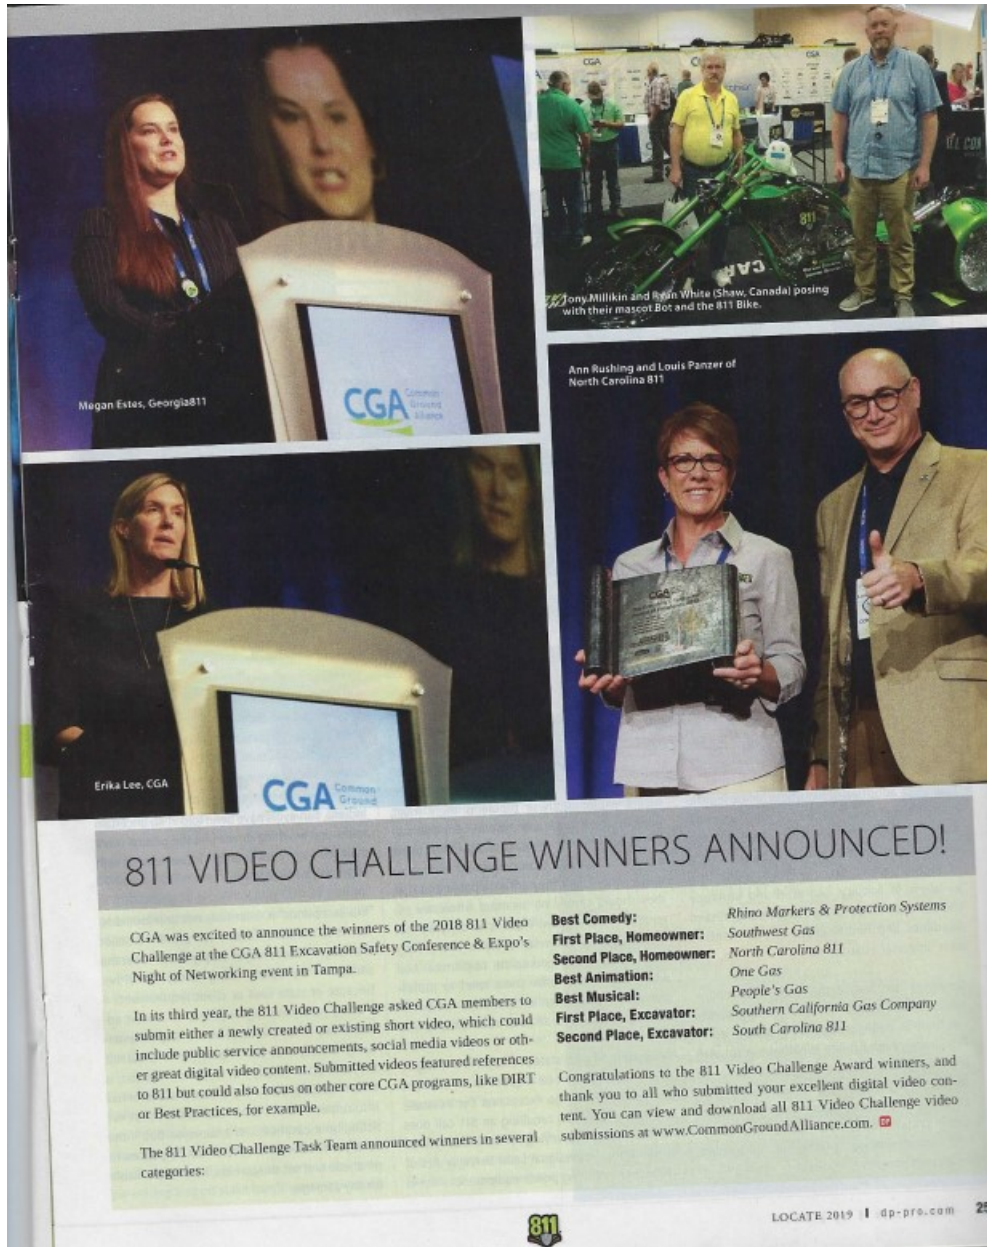 Megan Estes, Georgia811
CGA Common
Ground
Alliance
CGA
811
Tony Millikin and Ryan White (Shaw, Canada) posing
with their mascot Bot and the 811 Bike.
Ann Rushing and Louis Panzer of
North Carolina 811
CGA
Erika Lee, CGA
CGA Common
Ground
811 VIDEO CHALLENGE WINNERS ANNOUNCED!
CGA was excited to announce the winners of the 2018 811 Video
Challenge at the CGA 811 Excavation Safety Conference & Expo's
Night of Networking event in Tampa.
In its third year, the 811 Video Challenge asked CGA members to
submit either a newly created or existing short video, which could
include public service announcements, social media videos or oth-
er great digital video content. Submitted videos featured references
to 811 but could also focus on other core CGA programs, like DIRT
or Best Practices, for example.
The 811 Video Challenge Task Team announced winners in several
categories:
Best Comedy: Rhino Markers & Protection Systems
First Place, Homeowner: Southwest Gas
Second Place, Homeowner: North Carolina 811
Best Animation: One Gas
Best Musical: People's Gas
First Place, Excavator: Southern California Gas Company
Second Place, Excavator: South Carolina 811
Congratulations to the 811 Video Challenge Award winners, and
thank you to all who submitted your excellent digital video con-
tent. You can view and download all 811 Video Challenge video
submissions at www.CommonGroundAlliance.com. DP
811
LOCATE 2019 | dp-pro.com 25